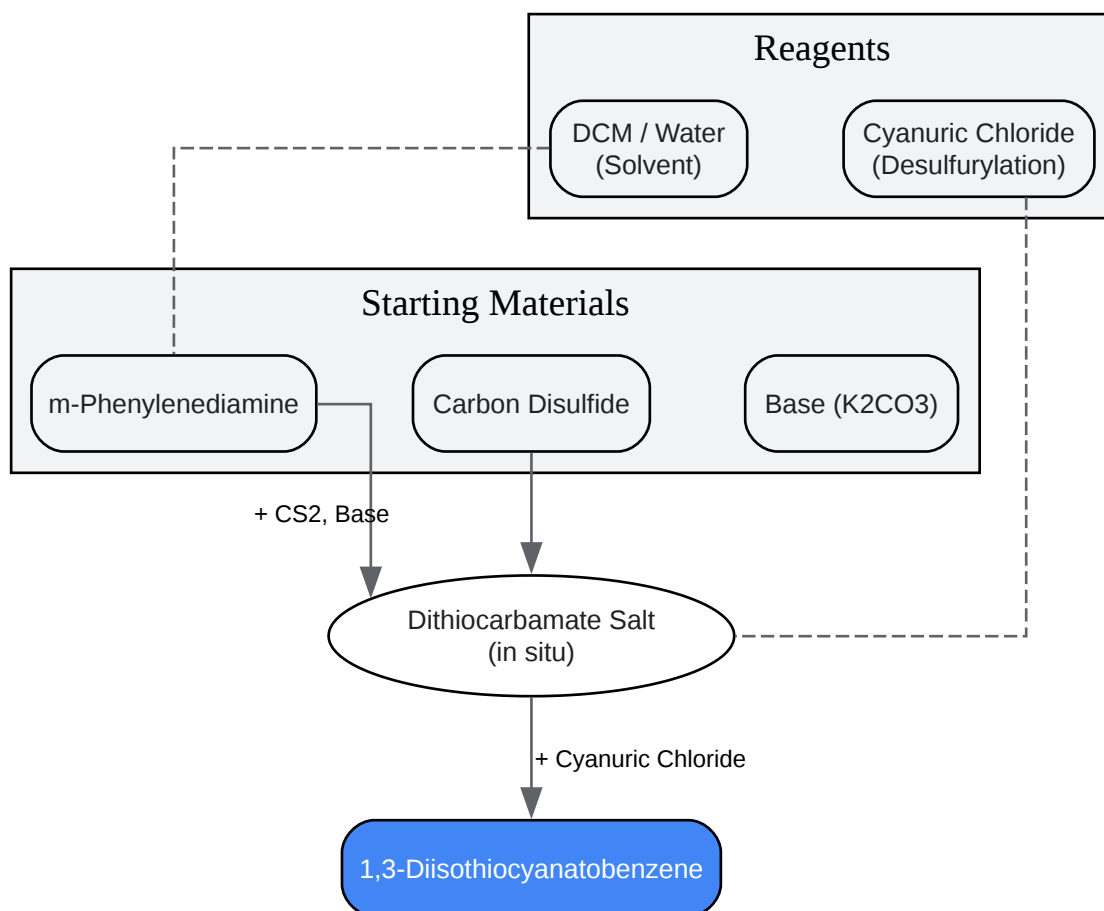 Reagents
DCM / Water
(Solvent)
Cyanuric Chloride
(Desulfurylation)
Starting Materials
m-Phenylenediamine
Carbon Disulfide
Base (K2CO3)
+ CS2, Base
Dithiocarbamate Salt
(in situ)
+ Cyanuric Chloride
1,3-Diisothiocyanatobenzene